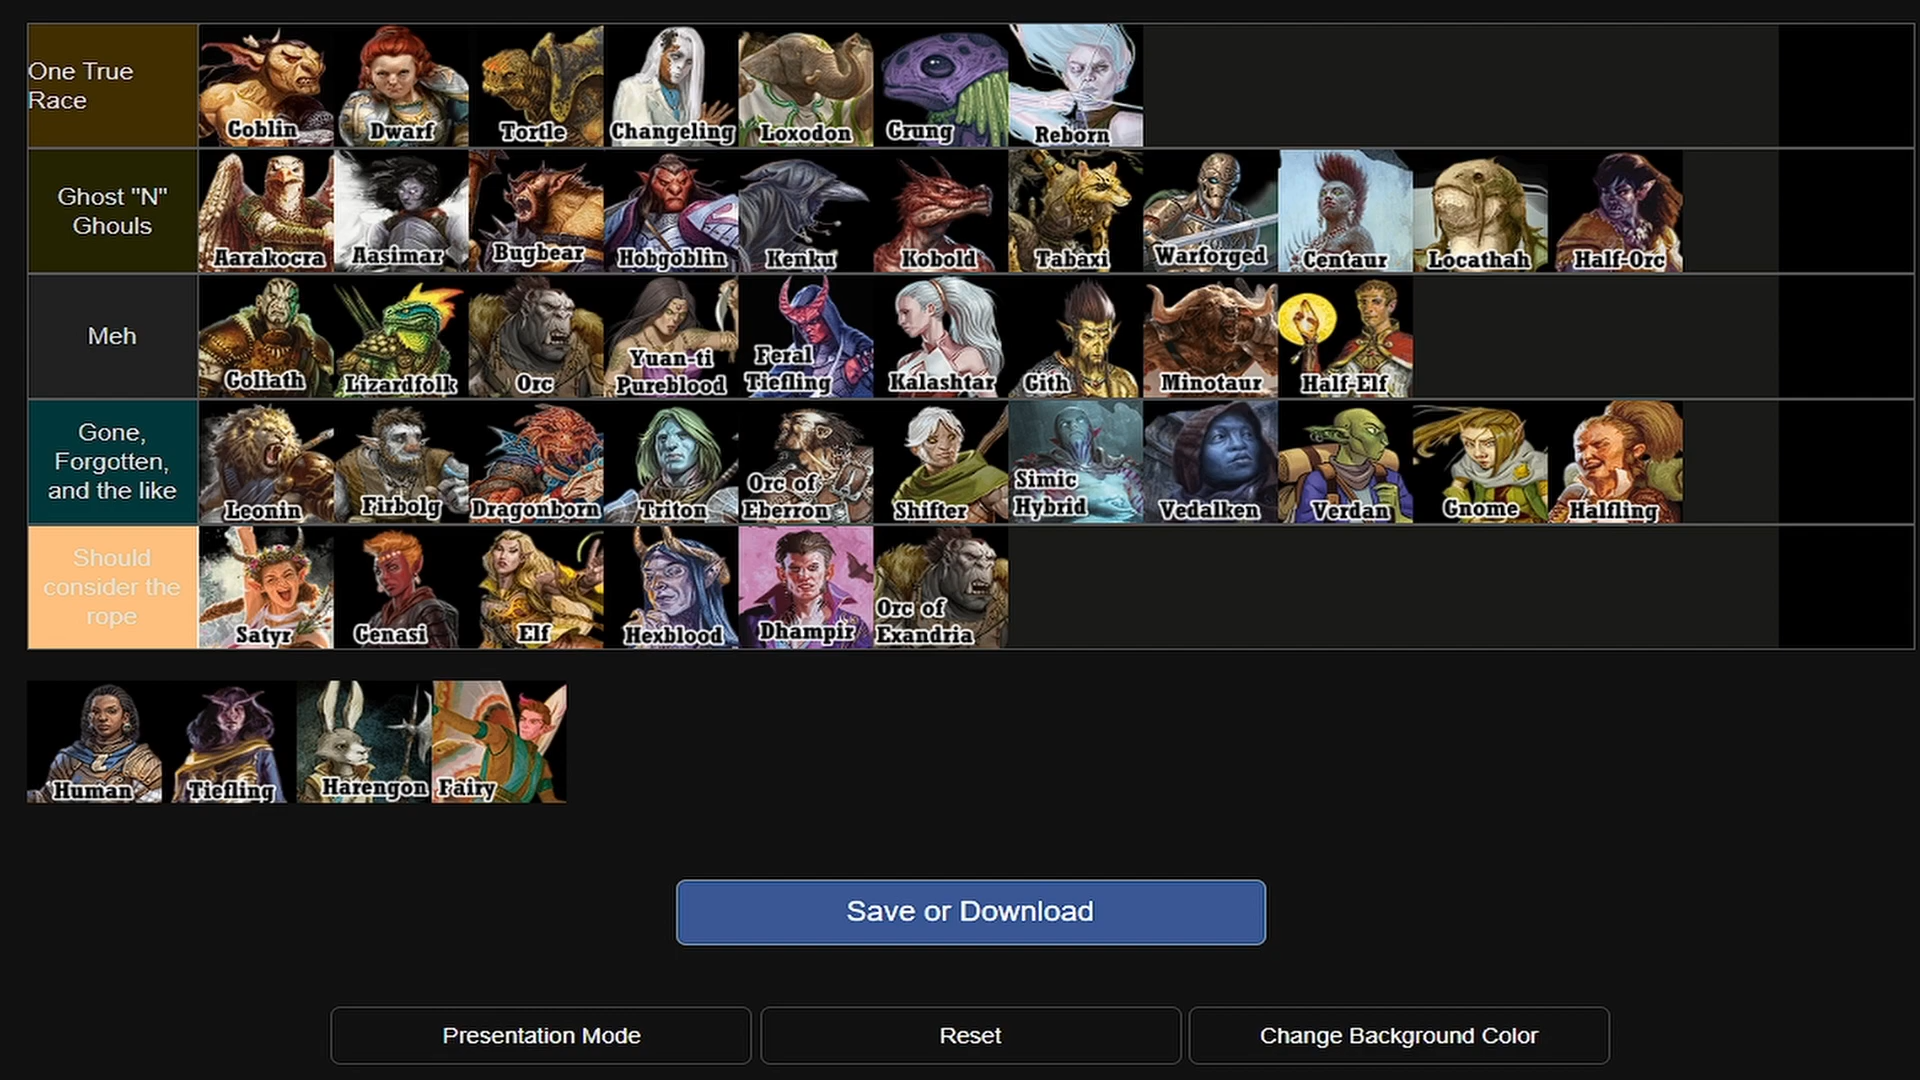 One True
Race
Goblin
Dwarf
Tortle
Changeling
Loxodon
Grung
Reborn
Ghost "N"
Ghouls
Aarakocra
Aasimar
Bugbear
Hobgoblin
Kenku
Kobold
Tabaxi
Warforged
Centaur
Locathah
Half-Orc
Meh
Goliath
Lizardfolk
Orc
Yuan-ti
Pureblood
Feral
Tiefling
Kalashtar
Gith
Minotaur
Half-Elf
Gone,
Forgotten,
and the like
Leonin
Firbolg
Dragonborn
Triton
Orc of
Eberron
Shifter
Simic
Hybrid
Vedalken
Verdan
Gnome
Halfling
Should
consider the
rope
Satyr
Genasi
Elf
Hexblood
Dhampir
Orc of
Exandria
Human
Tiefling
Harengon
Fairy
Save or Download
Presentation Mode
Reset
Change Background Color